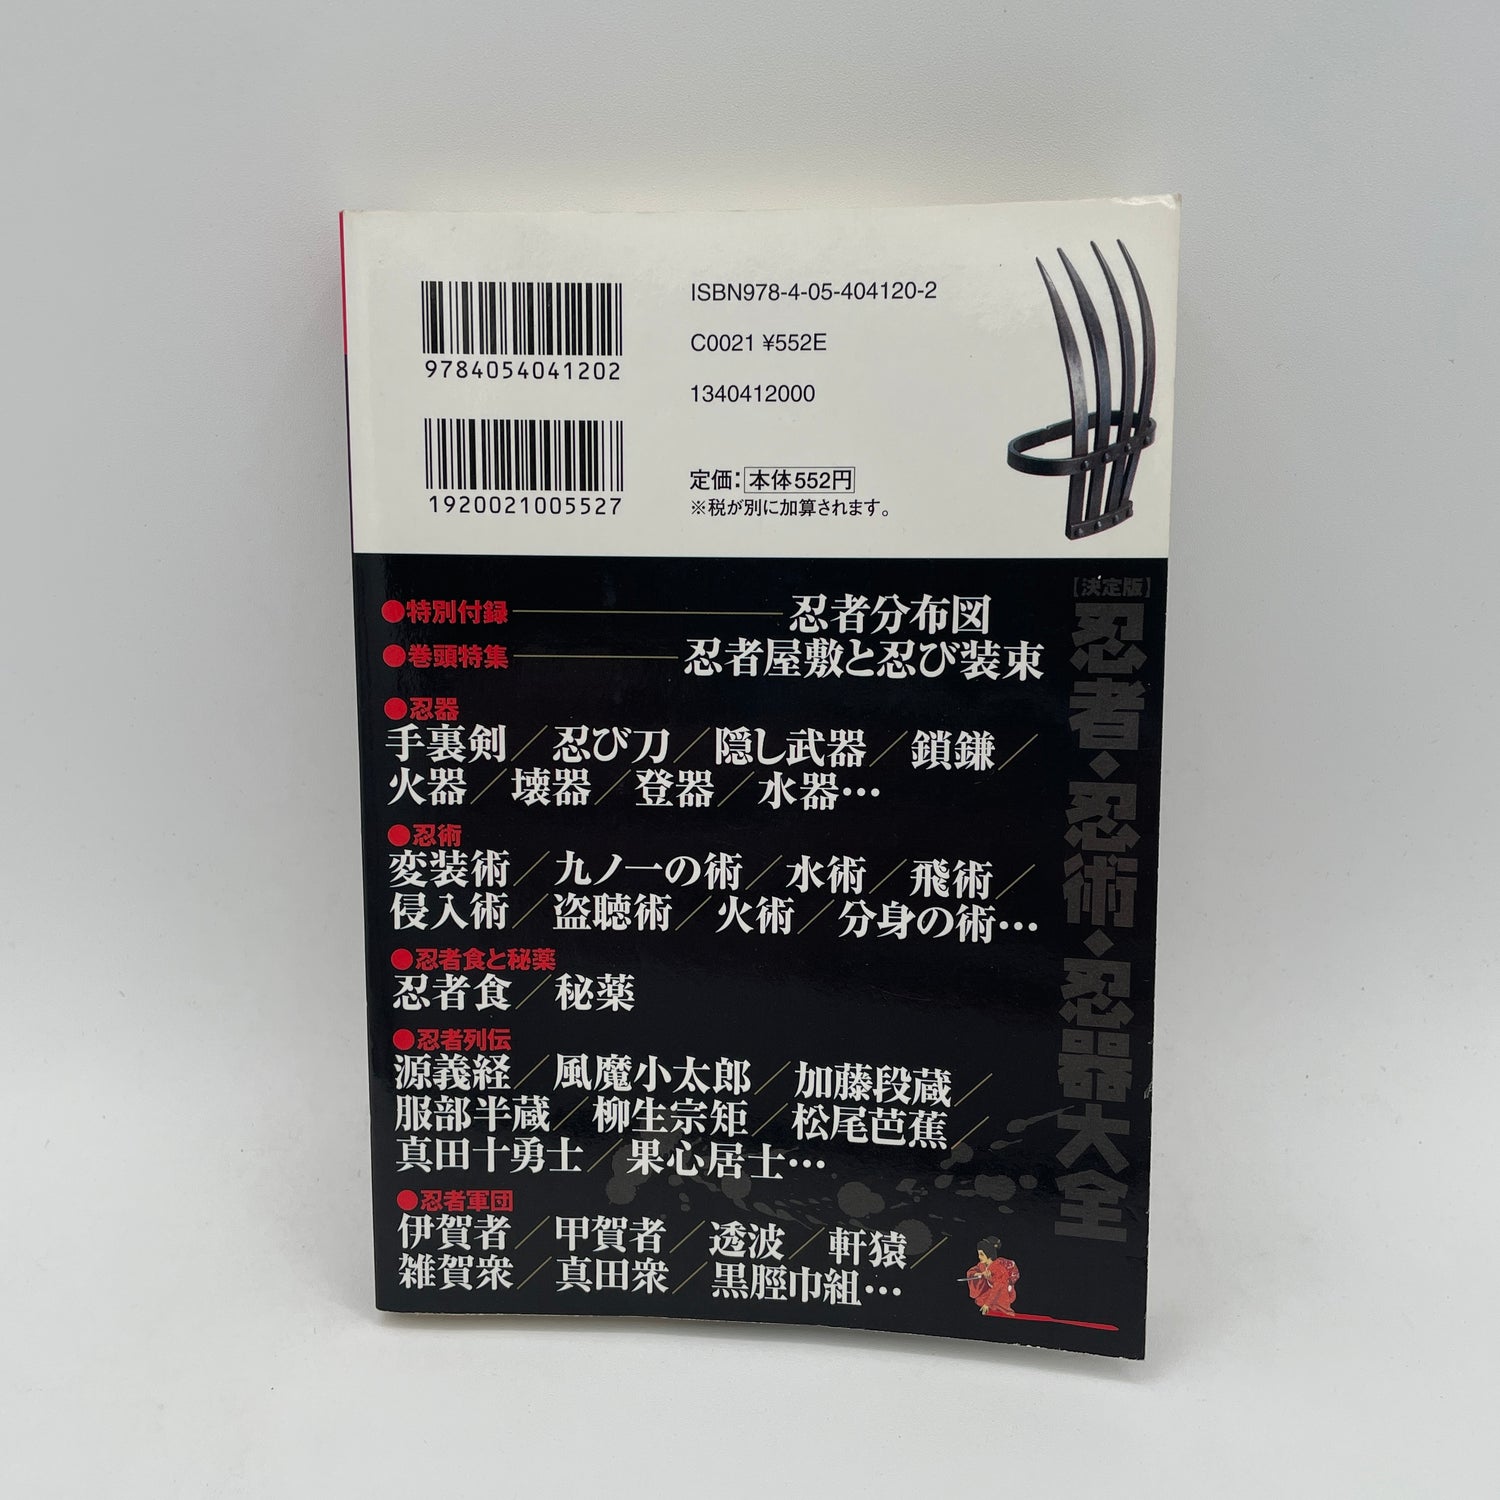 9784054041202
1920021005527
ISBN978-4-05-404120-2
C0021 ¥552E
1340412000
定価：本体552円
※税が別に加算されます。
【決定版】
忍者・忍術・忍器大全
●特別付録 忍者分布図
●巻頭特集 忍者屋敷と忍び装束
●忍器
手裏剣／忍び刀／隠し武器／鎖鎌／
火器／壊器／登器／水器…
●忍術
変装術／九ノ一の術／水術／飛術／
侵入術／盗聴術／火術／分身の術…
●忍者食と秘薬
忍者食／秘薬
●忍者列伝
源義経／風魔小太郎／加藤段蔵／
服部半蔵／柳生宗矩／松尾芭蕉／
真田十勇士／果心居士…
●忍者軍団
伊賀者／甲賀者／透波／軒猿／
雑賀衆／真田衆／黒脛巾組…